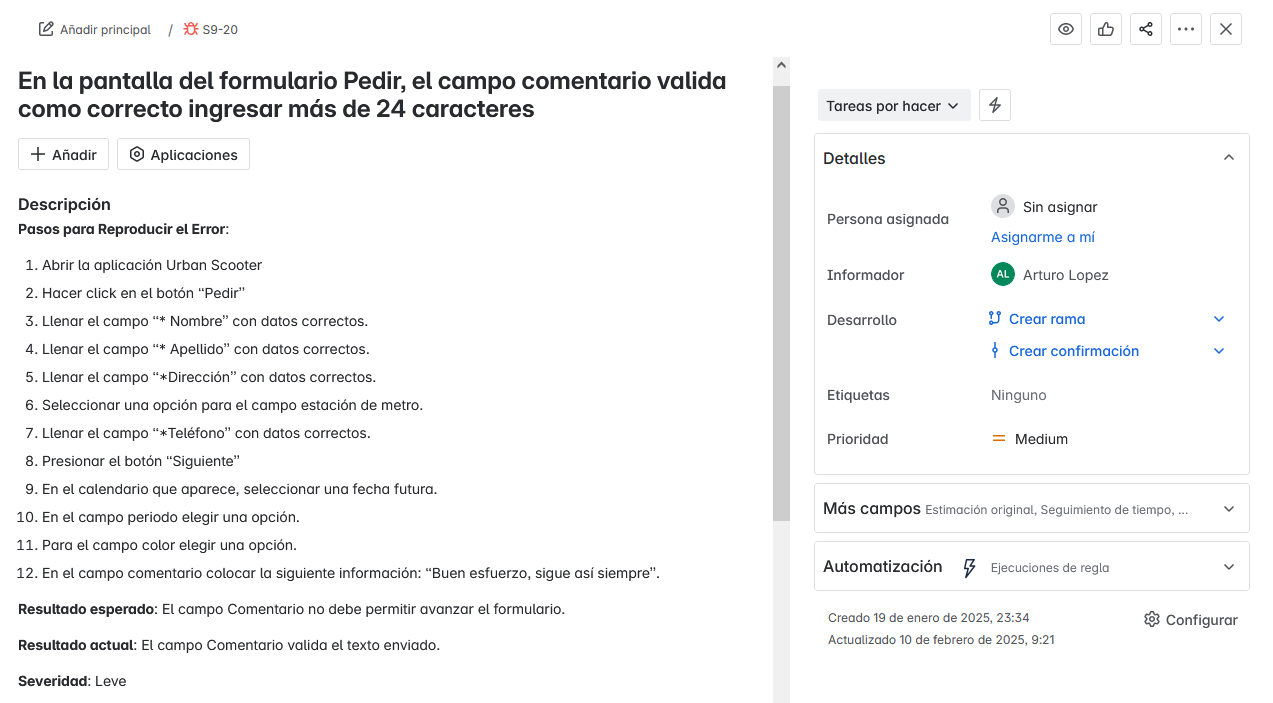 Añadir principal / S9-20
En la pantalla del formulario Pedir, el campo comentario valida
como correcto ingresar más de 24 caracteres
Añadir Aplicaciones
Descripción
Pasos para Reproducir el Error:
1. Abrir la aplicación Urban Scooter
2. Hacer click en el botón “Pedir”
3. Llenar el campo “* Nombre” con datos correctos.
4. Llenar el campo “* Apellido” con datos correctos.
5. Llenar el campo “*Dirección” con datos correctos.
6. Seleccionar una opción para el campo estación de metro.
7. Llenar el campo “*Teléfono” con datos correctos.
8. Presionar el botón “Siguiente”
9. En el calendario que aparece, seleccionar una fecha futura.
10. En el campo periodo elegir una opción.
11. Para el campo color elegir una opción.
12. En el campo comentario colocar la siguiente información: “Buen esfuerzo, sigue así siempre”.
Resultado esperado: El campo Comentario no debe permitir avanzar el formulario.
Resultado actual: El campo Comentario valida el texto enviado.
Severidad: Leve
Tareas por hacer
Detalles
Persona asignada
Sin asignar
Asignarme a mí
Informador
AL Arturo Lopez
Desarrollo
Crear rama
Crear confirmación
Etiquetas
Ninguno
Prioridad
Medium
Más campos Estimación original, Seguimiento de tiempo, ...
Automatización Ejecuciones de regla
Creado 19 de enero de 2025, 23:34
Configurar
Actualizado 10 de febrero de 2025, 9:21